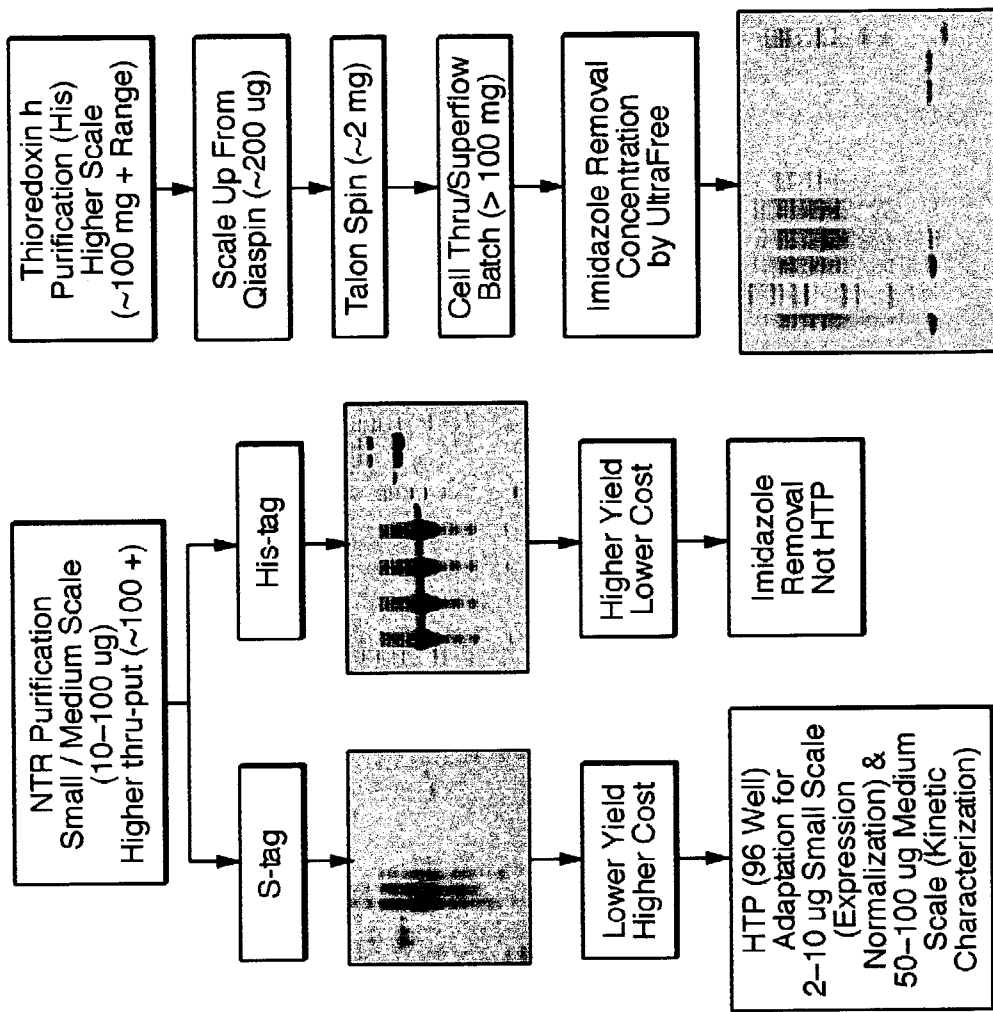 NTR Purification
Small / Medium Scale
(10–100 ug)
Higher thru-put (~100 +)
S-tag
Lower Yield
Higher Cost
HTP (96 Well)
Adaptation for
2–10 ug Small Scale
(Expression
Normalization) &
50–100 ug Medium
Scale (Kinetic
Characterization)
His-tag
Higher Yield
Lower Cost
Imidazole
Removal
Not HTP
Thioredoxin h
Purification (His)
Higher Scale
(~100 mg + Range)
Scale Up From
Qiaspin (~200 ug)
Talon Spin (~2 mg)
Cell Thru/Superflow
Batch (> 100 mg)
Imidazole Removal
Concentration
by UltraFree